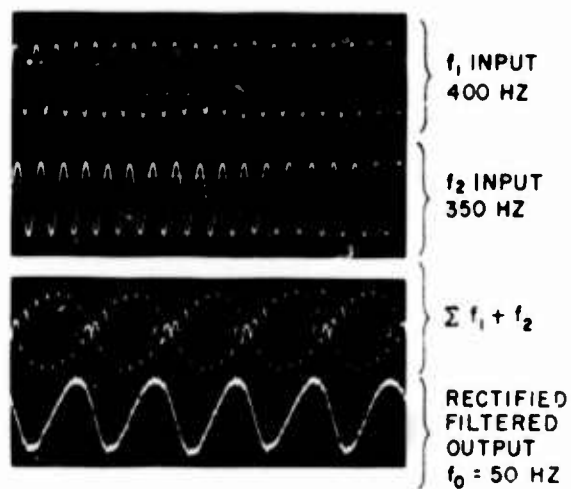 f₁ INPUT
400 HZ
f₂ INPUT
350 HZ
Σ f₁ + f₂
RECTIFIED
FILTERED
OUTPUT
f₀ = 50 HZ